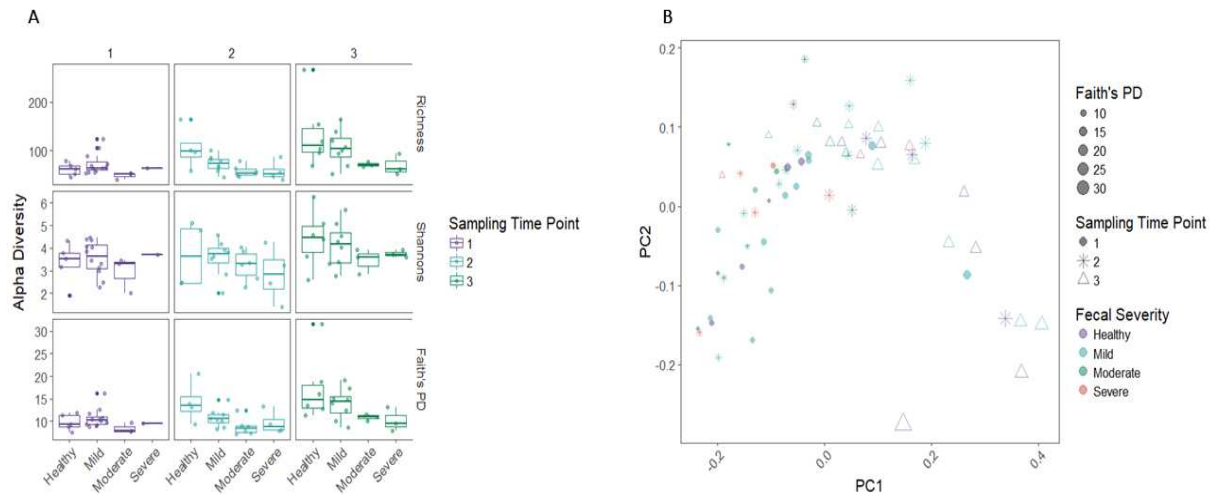 A
1
2
3
Alpha Diversity
200
100
Richness
6
5
4
3
2
Shannons
30
25
20
15
10
Faith's PD
Healthy
Mild
Moderate
Severe
Healthy
Mild
Moderate
Severe
Healthy
Mild
Moderate
Severe
Sampling Time Point
1
2
3
B
PC2
0.2
0.1
0.0
-0.1
-0.2
-0.2
0.0
0.2
0.4
PC1
Faith's PD
10
15
20
25
30
Sampling Time Point
1
2
3
Fecal Severity
Healthy
Mild
Moderate
Severe